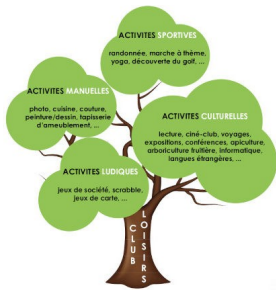 ACTIVITES SPORTIVES
randonnée, marche à thème,
yoga, découverte du golf, ...
ACTIVITES MANUELLES
photo, cuisine, couture,
peinture/dessin, tapisserie
d'ameublement, ...
ACTIVITES CULTURELLES
lecture, ciné-club, voyages,
expositions, conférences, apiculture,
arboriculture fruitière, informatique,
langues étrangères, ...
ACTIVITES LUDIQUES
jeux de société, scrabble,
jeux de carte, ...
CLUB
LOISIRS